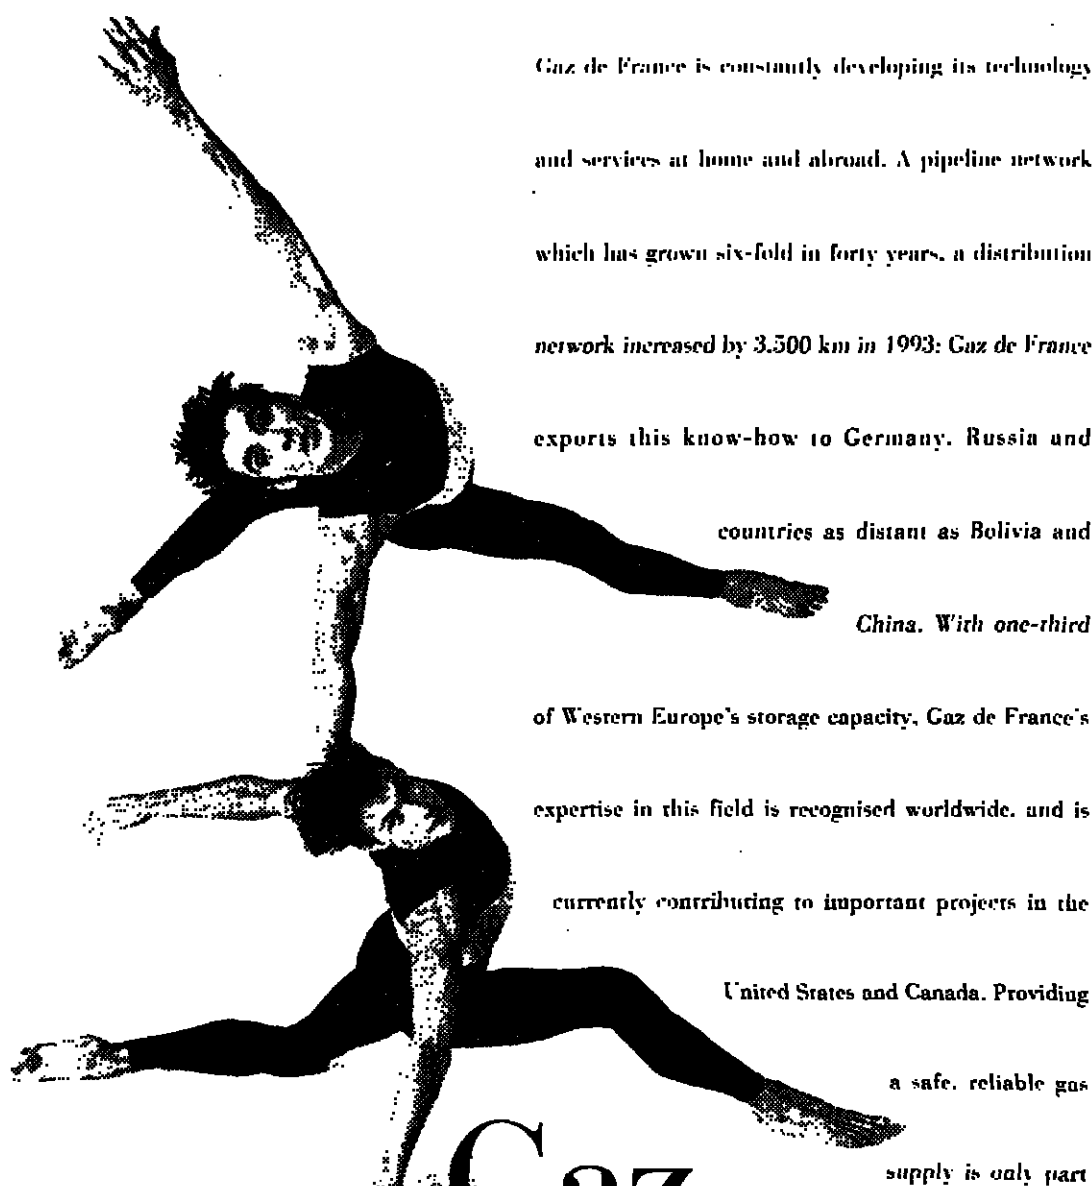 Gaz de France is constantly developing its technology
and services at home and abroad. A pipeline network
which has grown six-fold in forty years, a distribution
network increased by 3.500 km in 1993: Gaz de France
exports this know-how to Germany, Russia and
countries as distant as Bolivia and
China. With one-third
of Western Europe's storage capacity, Gaz de France's
expertise in this field is recognised worldwide, and is
currently contributing to important projects in the
United States and Canada. Providing
a safe, reliable gas
Gaz
supply is only part